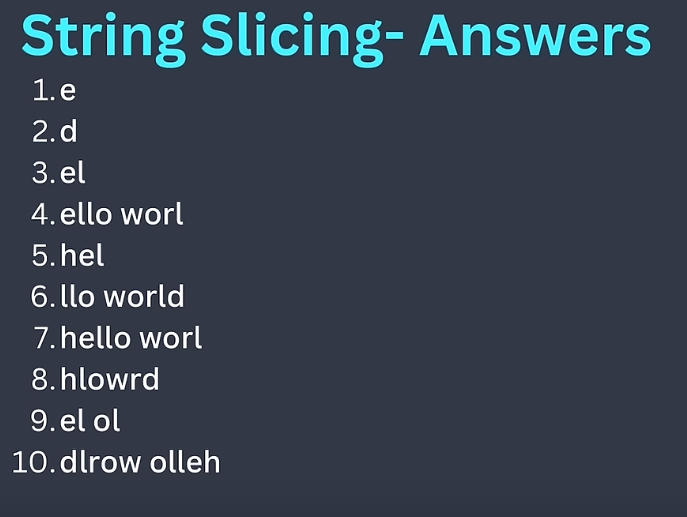 String Slicing- Answers
1. e
2. d
3. el
4. ello worl
5. hel
6. llo world
7. hello worl
8. hlowrd
9. el ol
10. dlrow olleh